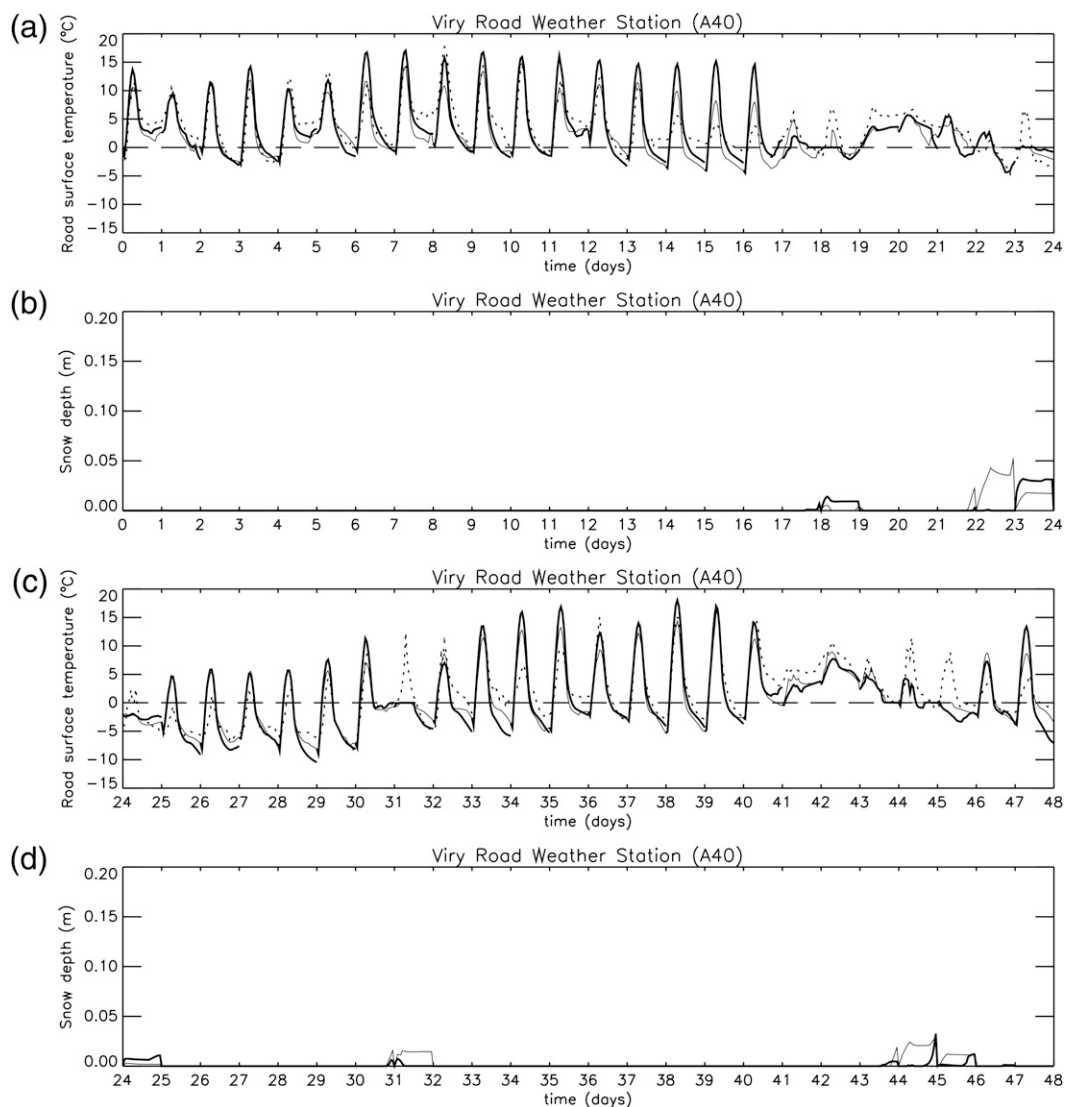 (a)
Viry Road Weather Station (A40)
Road surface temperature (°C)
20
15
10
5
0
−5
−10
−15
0 1 2 3 4 5 6 7 8 9 10 11 12 13 14 15 16 17 18 19 20 21 22 23 24
time (days)
(b)
Viry Road Weather Station (A40)
Snow depth (m)
0.20
0.15
0.10
0.05
0.00
0 1 2 3 4 5 6 7 8 9 10 11 12 13 14 15 16 17 18 19 20 21 22 23 24
time (days)
(c)
Viry Road Weather Station (A40)
Road surface temperature (°C)
20
15
10
5
0
−5
−10
−15
24 25 26 27 28 29 30 31 32 33 34 35 36 37 38 39 40 41 42 43 44 45 46 47 48
time (days)
(d)
Viry Road Weather Station (A40)
Snow depth (m)
0.20
0.15
0.10
0.05
0.00
24 25 26 27 28 29 30 31 32 33 34 35 36 37 38 39 40 41 42 43 44 45 46 47 48
time (days)